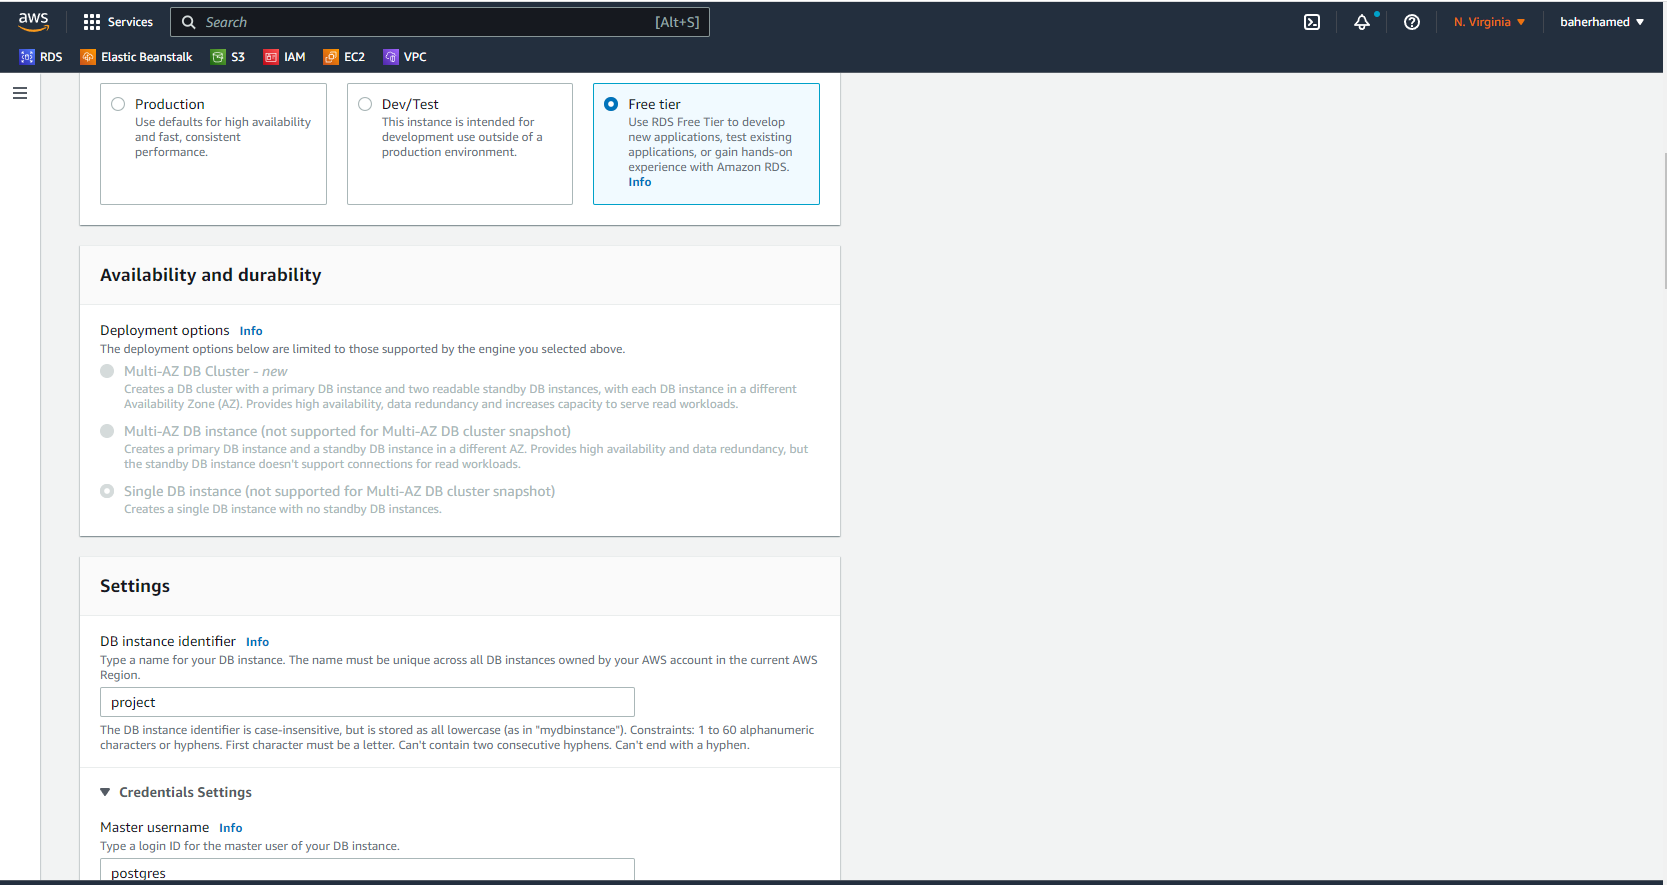 aws
Services
Search
[Alt+S]
N. Virginia
baherhamed
RDS
Elastic Beanstalk
S3
IAM
EC2
VPC
Production
Use defaults for high availability
and fast, consistent
performance.
Dev/Test
This instance is intended for
development use outside of a
production environment.
Free tier
Use RDS Free Tier to develop
new applications, test existing
applications, or gain hands-on
experience with Amazon RDS.
Info
Availability and durability
Deployment options Info
The deployment options below are limited to those supported by the engine you selected above.
Multi-AZ DB Cluster - new
Creates a DB cluster with a primary DB instance and two readable standby DB instances, with each DB instance in a different
Availability Zone (AZ). Provides high availability, data redundancy and increases capacity to serve read workloads.
Multi-AZ DB instance (not supported for Multi-AZ DB cluster snapshot)
Creates a primary DB instance and a standby DB instance in a different AZ. Provides high availability and data redundancy, but
the standby DB instance doesn't support connections for read workloads.
Single DB instance (not supported for Multi-AZ DB cluster snapshot)
Creates a single DB instance with no standby DB instances.
Settings
DB instance identifier Info
Type a name for your DB instance. The name must be unique across all DB instances owned by your AWS account in the current AWS
Region.
project
The DB instance identifier is case-insensitive, but is stored as all lowercase (as in "mydbinstance"). Constraints: 1 to 60 alphanumeric
characters or hyphens. First character must be a letter. Can't contain two consecutive hyphens. Can't end with a hyphen.
Credentials Settings
Master username Info
Type a login ID for the master user of your DB instance.
postgres